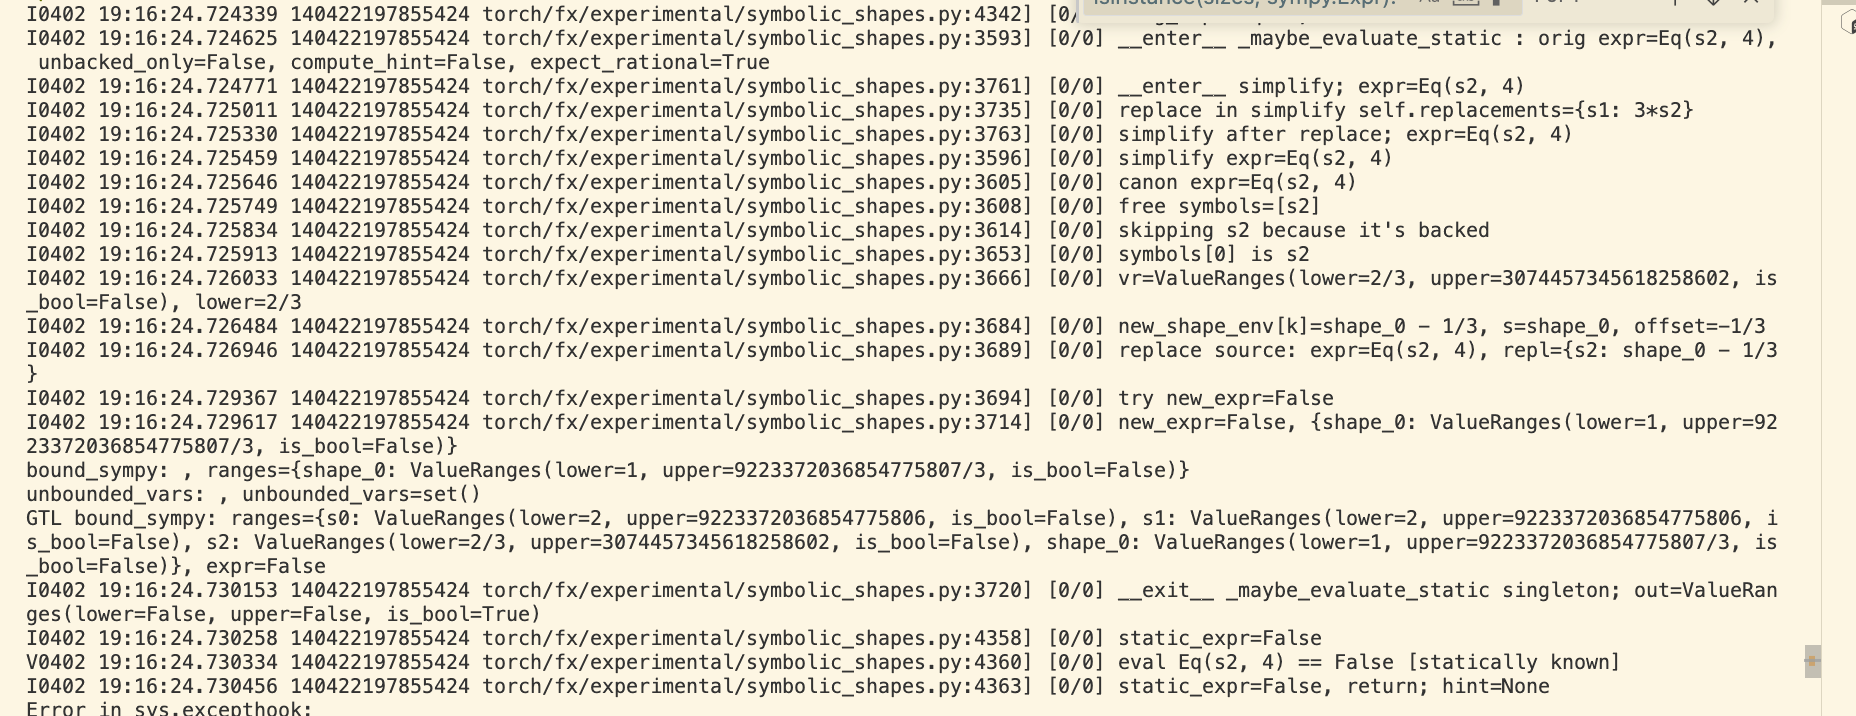 I0402 19:16:24.724339 140422197855424 torch/fx/experimental/symbolic_shapes.py:4342] [0/
isinstance(sizes, sympy.Expr):
I0402 19:16:24.724625 140422197855424 torch/fx/experimental/symbolic_shapes.py:3593] [0/0] __enter__ _maybe_evaluate_static : orig expr=Eq(s2, 4),
unbacked_only=False, compute_hint=False, expect_rational=True
I0402 19:16:24.724771 140422197855424 torch/fx/experimental/symbolic_shapes.py:3761] [0/0] __enter__ simplify; expr=Eq(s2, 4)
I0402 19:16:24.725011 140422197855424 torch/fx/experimental/symbolic_shapes.py:3735] [0/0] replace in simplify self.replacements={s1: 3*s2}
I0402 19:16:24.725330 140422197855424 torch/fx/experimental/symbolic_shapes.py:3763] [0/0] simplify after replace; expr=Eq(s2, 4)
I0402 19:16:24.725459 140422197855424 torch/fx/experimental/symbolic_shapes.py:3596] [0/0] simplify expr=Eq(s2, 4)
I0402 19:16:24.725646 140422197855424 torch/fx/experimental/symbolic_shapes.py:3605] [0/0] canon expr=Eq(s2, 4)
I0402 19:16:24.725749 140422197855424 torch/fx/experimental/symbolic_shapes.py:3608] [0/0] free symbols=[s2]
I0402 19:16:24.725834 140422197855424 torch/fx/experimental/symbolic_shapes.py:3614] [0/0] skipping s2 because it's backed
I0402 19:16:24.725913 140422197855424 torch/fx/experimental/symbolic_shapes.py:3653] [0/0] symbols[0] is s2
I0402 19:16:24.726033 140422197855424 torch/fx/experimental/symbolic_shapes.py:3666] [0/0] vr=ValueRanges(lower=2/3, upper=3074457345618258602, is
_bool=False), lower=2/3
I0402 19:16:24.726484 140422197855424 torch/fx/experimental/symbolic_shapes.py:3684] [0/0] new_shape_env[k]=shape_0 - 1/3, s=shape_0, offset=-1/3
I0402 19:16:24.726946 140422197855424 torch/fx/experimental/symbolic_shapes.py:3689] [0/0] replace source: expr=Eq(s2, 4), repl={s2: shape_0 - 1/3
}
I0402 19:16:24.729367 140422197855424 torch/fx/experimental/symbolic_shapes.py:3694] [0/0] try new_expr=False
I0402 19:16:24.729617 140422197855424 torch/fx/experimental/symbolic_shapes.py:3714] [0/0] new_expr=False, {shape_0: ValueRanges(lower=1, upper=92
23372036854775807/3, is_bool=False)}
bound_sympy: , ranges={shape_0: ValueRanges(lower=1, upper=9223372036854775807/3, is_bool=False)}
unbounded_vars: , unbounded_vars=set()
GTL bound_sympy: ranges={s0: ValueRanges(lower=2, upper=9223372036854775806, is_bool=False), s1: ValueRanges(lower=2, upper=9223372036854775806, i
s_bool=False), s2: ValueRanges(lower=2/3, upper=3074457345618258602, is_bool=False), shape_0: ValueRanges(lower=1, upper=9223372036854775807/3, is
_bool=False)}, expr=False
I0402 19:16:24.730153 140422197855424 torch/fx/experimental/symbolic_shapes.py:3720] [0/0] __exit__ _maybe_evaluate_static singleton; out=ValueRan
ges(lower=False, upper=False, is_bool=True)
I0402 19:16:24.730258 140422197855424 torch/fx/experimental/symbolic_shapes.py:4358] [0/0] static_expr=False
V0402 19:16:24.730334 140422197855424 torch/fx/experimental/symbolic_shapes.py:4360] [0/0] eval Eq(s2, 4) == False [statically known]
I0402 19:16:24.730456 140422197855424 torch/fx/experimental/symbolic_shapes.py:4363] [0/0] static_expr=False, return; hint=None
Error in sys.excepthook: